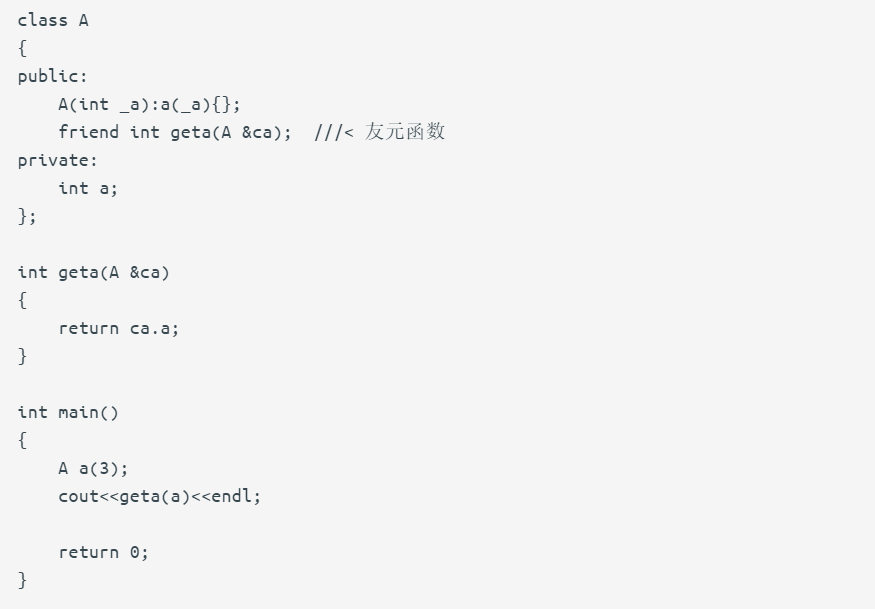 class A
{
public:
    A(int _a):a(_a){};
    friend int geta(A &ca);  ///< 友元函数
private:
    int a;
};

int geta(A &ca)
{
    return ca.a;
}

int main()
{
    A a(3);
    cout<<geta(a)<<endl;

    return 0;
}